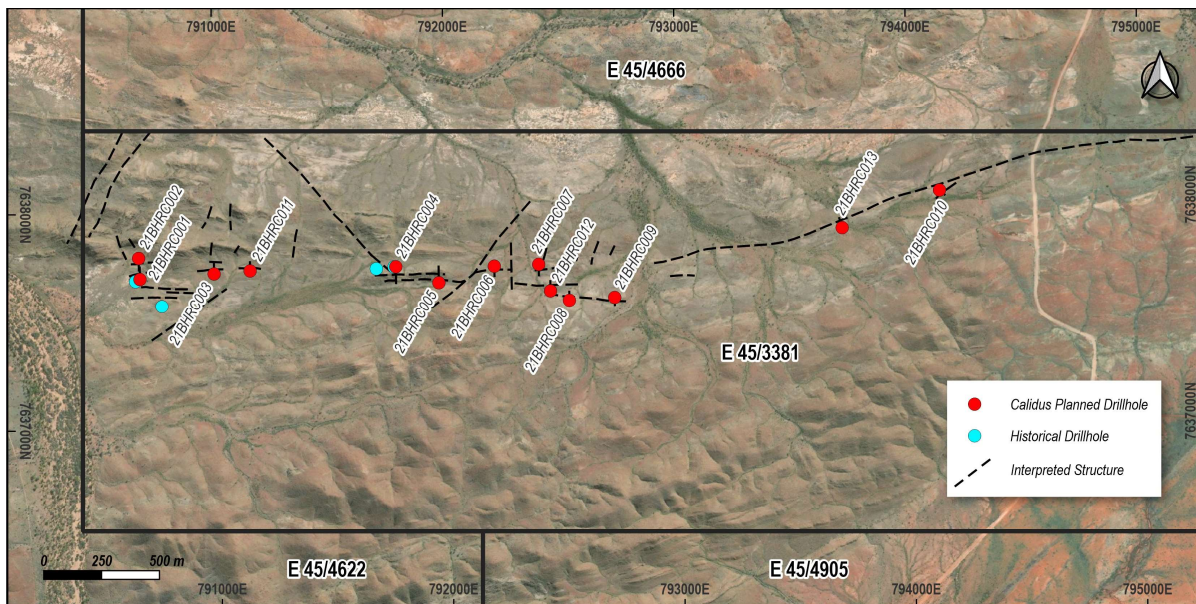 791000E
792000E
793000E
794000E
795000E
E 45/4666
7638000N
7638000N
21BHRC002
21BHRC001
21BHRC003
21BHRC011
21BHRC004
21BHRC005
21BHRC006
21BHRC007
21BHRC012
21BHRC008
21BHRC009
21BHRC013
21BHRC010
E 45/3381
7637000N
7637000N
Calidus Planned Drillhole
Historical Drillhole
Interpreted Structure
0 250 500 m
E 45/4622
E 45/4905
791000E
792000E
793000E
794000E
795000E